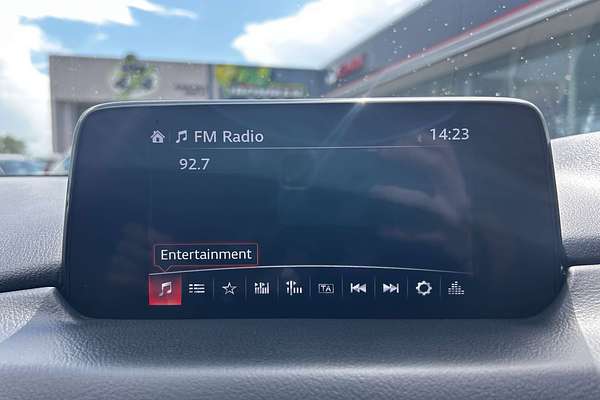 FM Radio
14:23
92.7
Entertainment
TA